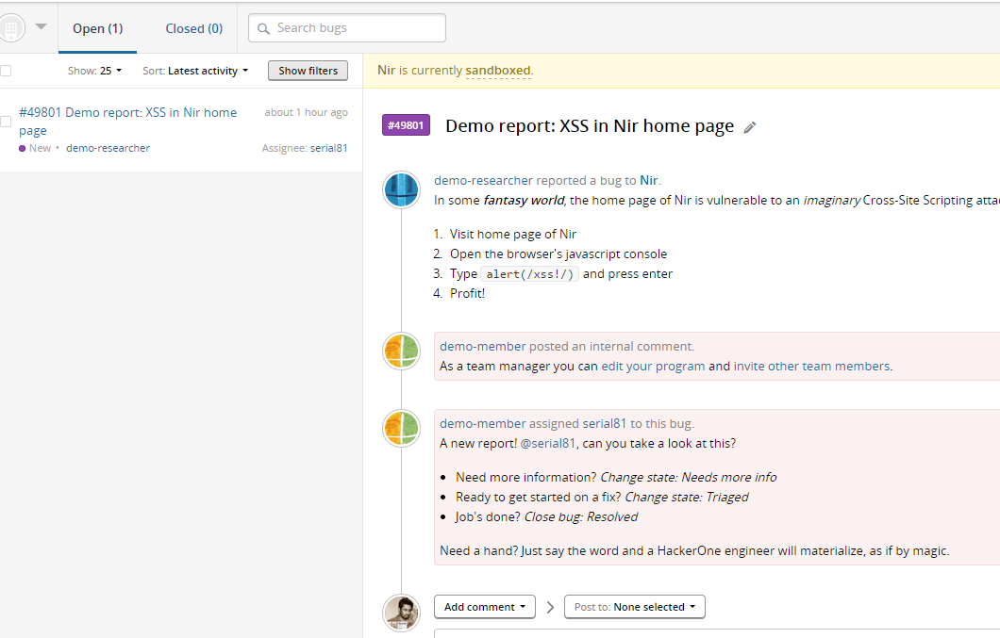 Open (1)
Closed (0)
Search bugs
Show: 25
Sort: Latest activity
Show filters
#49801 Demo report: XSS in Nir home
page
about 1 hour ago
New • demo-researcher
Assignee: serial81
Nir is currently sandboxed.
#49801
Demo report: XSS in Nir home page
demo-researcher reported a bug to Nir.
In some fantasy world, the home page of Nir is vulnerable to an imaginary Cross-Site Scripting atta
1. Visit home page of Nir
2. Open the browser's javascript console
3. Type alert(/xss!/) and press enter
4. Profit!
demo-member posted an internal comment.
As a team manager you can edit your program and invite other team members.
demo-member assigned serial81 to this bug.
A new report! @serial81, can you take a look at this?
• Need more information? Change state: Needs more info
• Ready to get started on a fix? Change state: Triaged
• Job's done? Close bug: Resolved
Need a hand? Just say the word and a HackerOne engineer will materialize, as if by magic.
Add comment
Post to: None selected